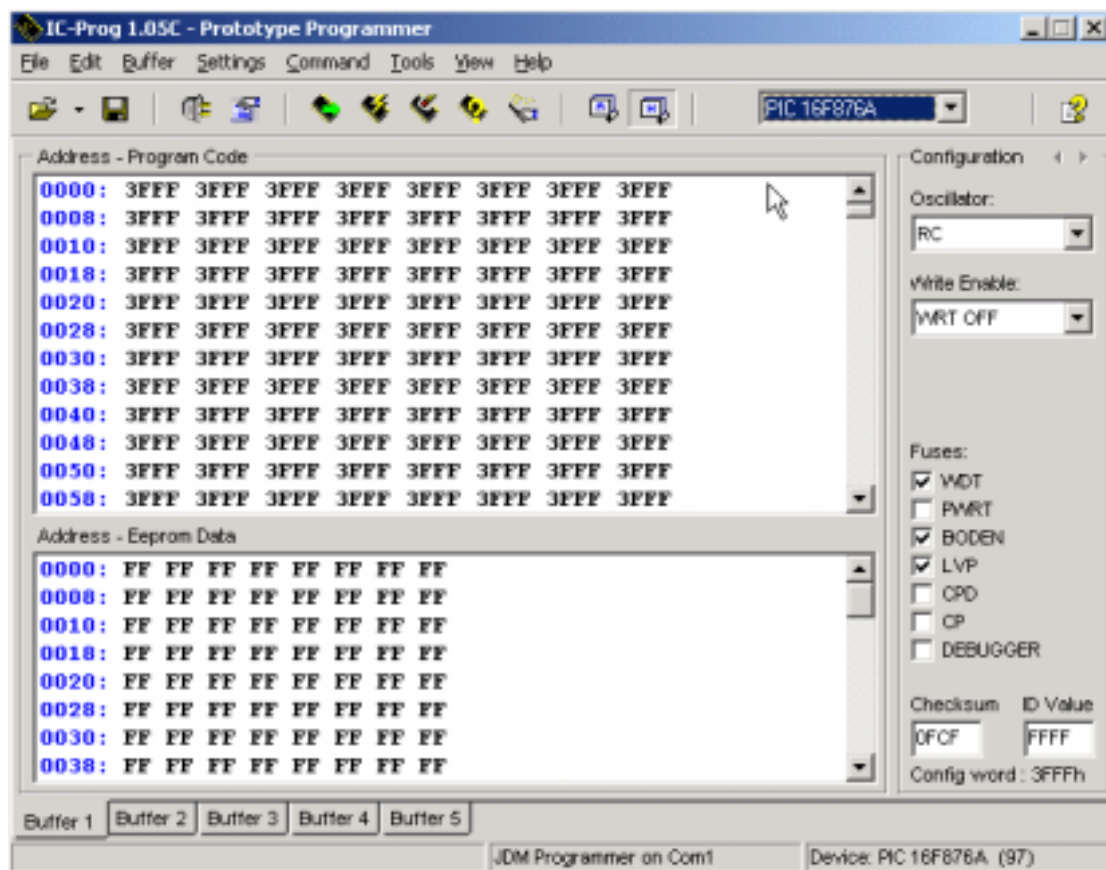 IC-Prog 1.05C - Prototype Programmer
File Edit Buffer Settings Command Tools View Help
PIC 16F876A
Address - Program Code
0000: 3FFF 3FFF 3FFF 3FFF 3FFF 3FFF 3FFF 3FFF
0008: 3FFF 3FFF 3FFF 3FFF 3FFF 3FFF 3FFF 3FFF
0010: 3FFF 3FFF 3FFF 3FFF 3FFF 3FFF 3FFF 3FFF
0018: 3FFF 3FFF 3FFF 3FFF 3FFF 3FFF 3FFF 3FFF
0020: 3FFF 3FFF 3FFF 3FFF 3FFF 3FFF 3FFF 3FFF
0028: 3FFF 3FFF 3FFF 3FFF 3FFF 3FFF 3FFF 3FFF
0030: 3FFF 3FFF 3FFF 3FFF 3FFF 3FFF 3FFF 3FFF
0038: 3FFF 3FFF 3FFF 3FFF 3FFF 3FFF 3FFF 3FFF
0040: 3FFF 3FFF 3FFF 3FFF 3FFF 3FFF 3FFF 3FFF
0048: 3FFF 3FFF 3FFF 3FFF 3FFF 3FFF 3FFF 3FFF
0050: 3FFF 3FFF 3FFF 3FFF 3FFF 3FFF 3FFF 3FFF
0058: 3FFF 3FFF 3FFF 3FFF 3FFF 3FFF 3FFF 3FFF
Address - Eeprom Data
0000: FF FF FF FF FF FF FF FF
0008: FF FF FF FF FF FF FF FF
0010: FF FF FF FF FF FF FF FF
0018: FF FF FF FF FF FF FF FF
0020: FF FF FF FF FF FF FF FF
0028: FF FF FF FF FF FF FF FF
0030: FF FF FF FF FF FF FF FF
0038: FF FF FF FF FF FF FF FF
Configuration
Oscillator:
RC
Write Enable:
WRT OFF
Fuses:
WDT
PWRT
BODEN
LVP
CPD
CP
DEBUGGER
Checksum ID Value
0FCF FFFF
Config word : 3FFFh
Buffer 1 Buffer 2 Buffer 3 Buffer 4 Buffer 5
JDM Programmer on Com1 Device: PIC 16F876A (97)